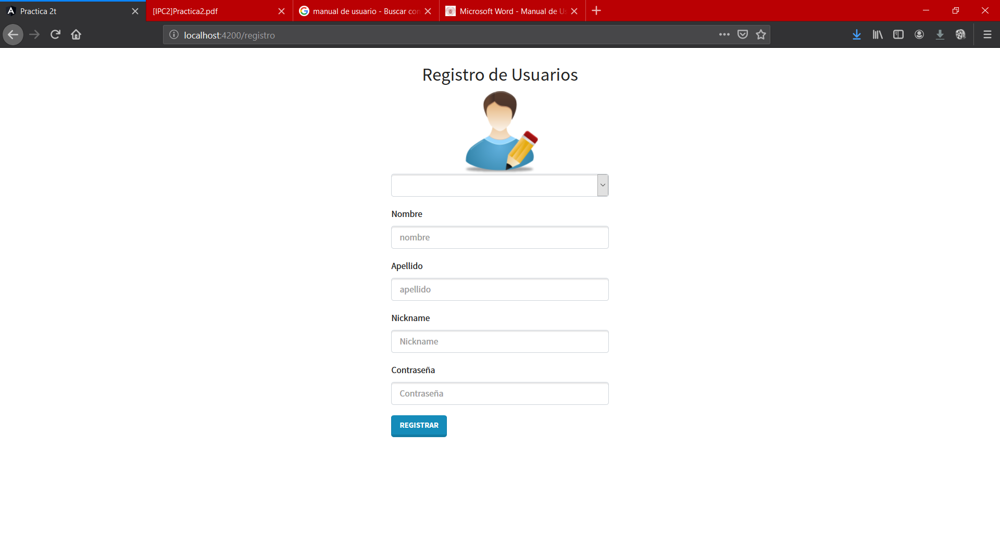 Practica 2t
[IPC2]Practica2.pdf
manual de usuario - Buscar con
Microsoft Word - Manual de Us
localhost:4200/registro
Registro de Usuarios
Nombre
nombre
Apellido
apellido
Nickname
Nickname
Contraseña
Contraseña
REGISTRAR